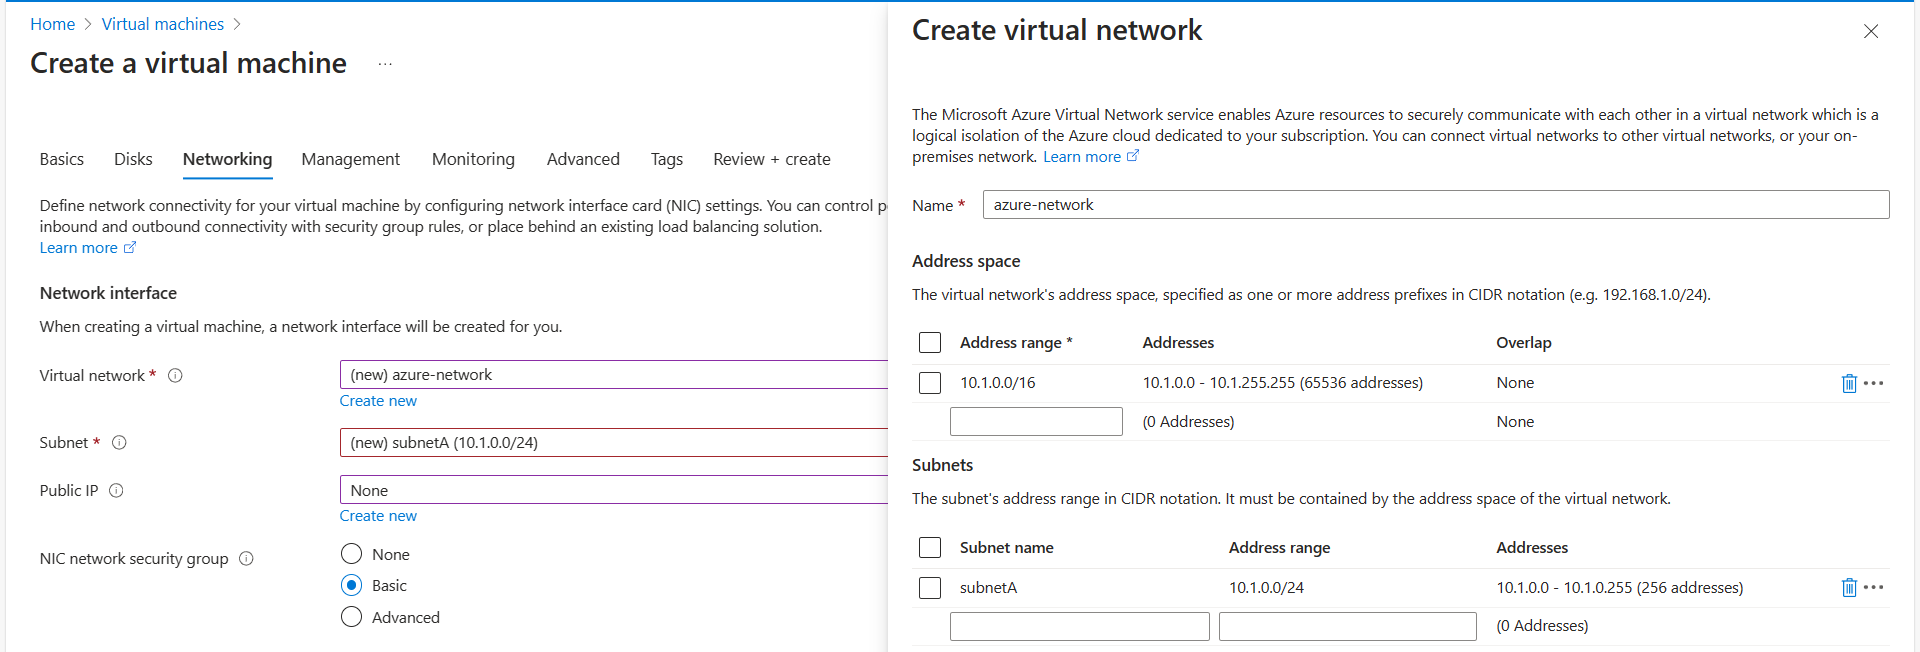 Home > Virtual machines >
Create a virtual machine ...
Basics Disks Networking Management Monitoring Advanced Tags Review + create
Define network connectivity for your virtual machine by configuring network interface card (NIC) settings. You can control
inbound and outbound connectivity with security group rules, or place behind an existing load balancing solution.
Learn more
Network interface
When creating a virtual machine, a network interface will be created for you.
Virtual network *
(new) azure-network
Create new
Subnet *
(new) subnetA (10.1.0.0/24)
Public IP
None
Create new
NIC network security group
None
Basic
Advanced
Create virtual network
The Microsoft Azure Virtual Network service enables Azure resources to securely communicate with each other in a virtual network which is a
logical isolation of the Azure cloud dedicated to your subscription. You can connect virtual networks to other virtual networks, or your on-
premises network. Learn more
Name *
azure-network
Address space
The virtual network's address space, specified as one or more address prefixes in CIDR notation (e.g. 192.168.1.0/24).
Address range * Addresses Overlap
10.1.0.0/16 10.1.0.0 - 10.1.255.255 (65536 addresses) None
(0 Addresses) None
Subnets
The subnet's address range in CIDR notation. It must be contained by the address space of the virtual network.
Subnet name Address range Addresses
subnetA 10.1.0.0/24 10.1.0.0 - 10.1.0.255 (256 addresses)
(0 Addresses)